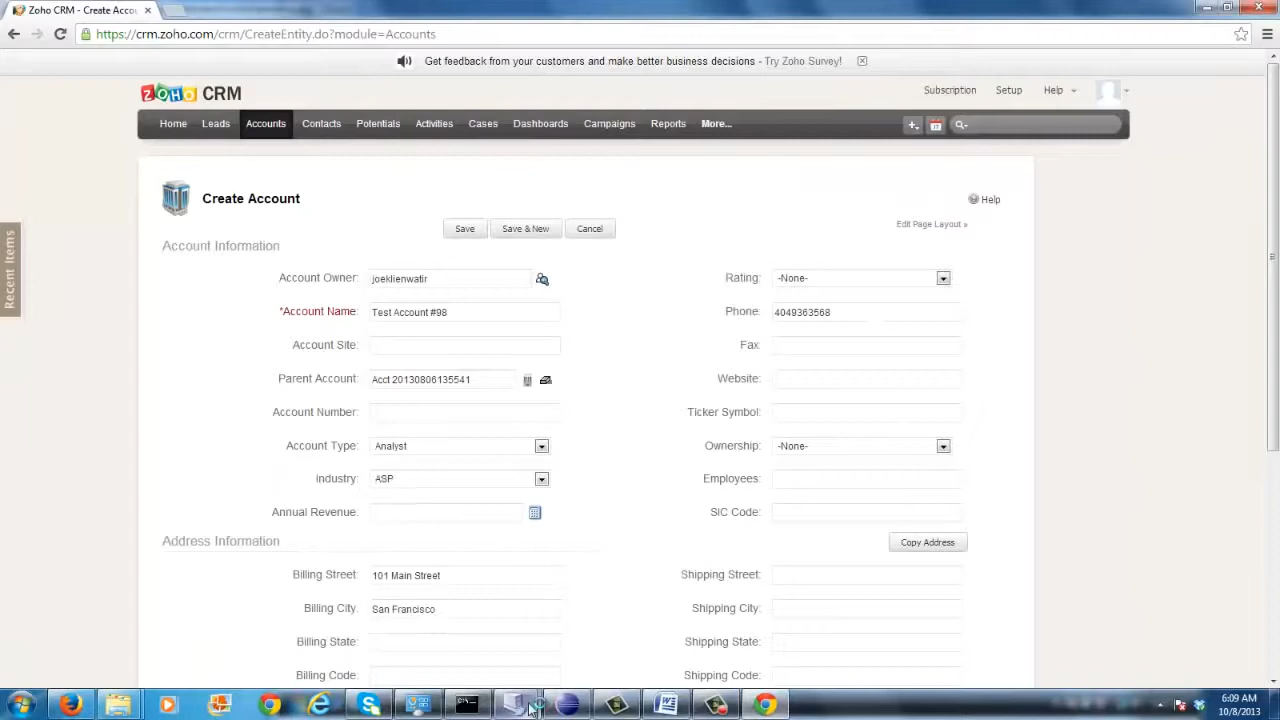 Zoho CRM - Create Accou
https://crm.zoho.com/crm/CreateEntity.do?module=Accounts
Get feedback from your customers and make better business decisions - Try Zoho Survey!
ZOHO CRM
Subscription Setup Help
Home Leads Accounts Contacts Potentials Activities Cases Dashboards Campaigns Reports More...
Create Account
Help
Save Save & New Cancel
Edit Page Layout »
Account Information
Account Owner: joeklienwatir
Rating: -None-
*Account Name: Test Account #98
Phone: 4049363568
Account Site:
Fax:
Parent Account: Acct 20130806135541
Website:
Account Number:
Ticker Symbol:
Account Type: Analyst
Ownership: -None-
Industry: ASP
Employees:
Annual Revenue:
SIC Code:
Address Information
Copy Address
Billing Street: 101 Main Street
Shipping Street:
Billing City: San Francisco
Shipping City:
Billing State:
Shipping State:
Billing Code:
Shipping Code:
Recent Items
6:09 AM
10/8/2013